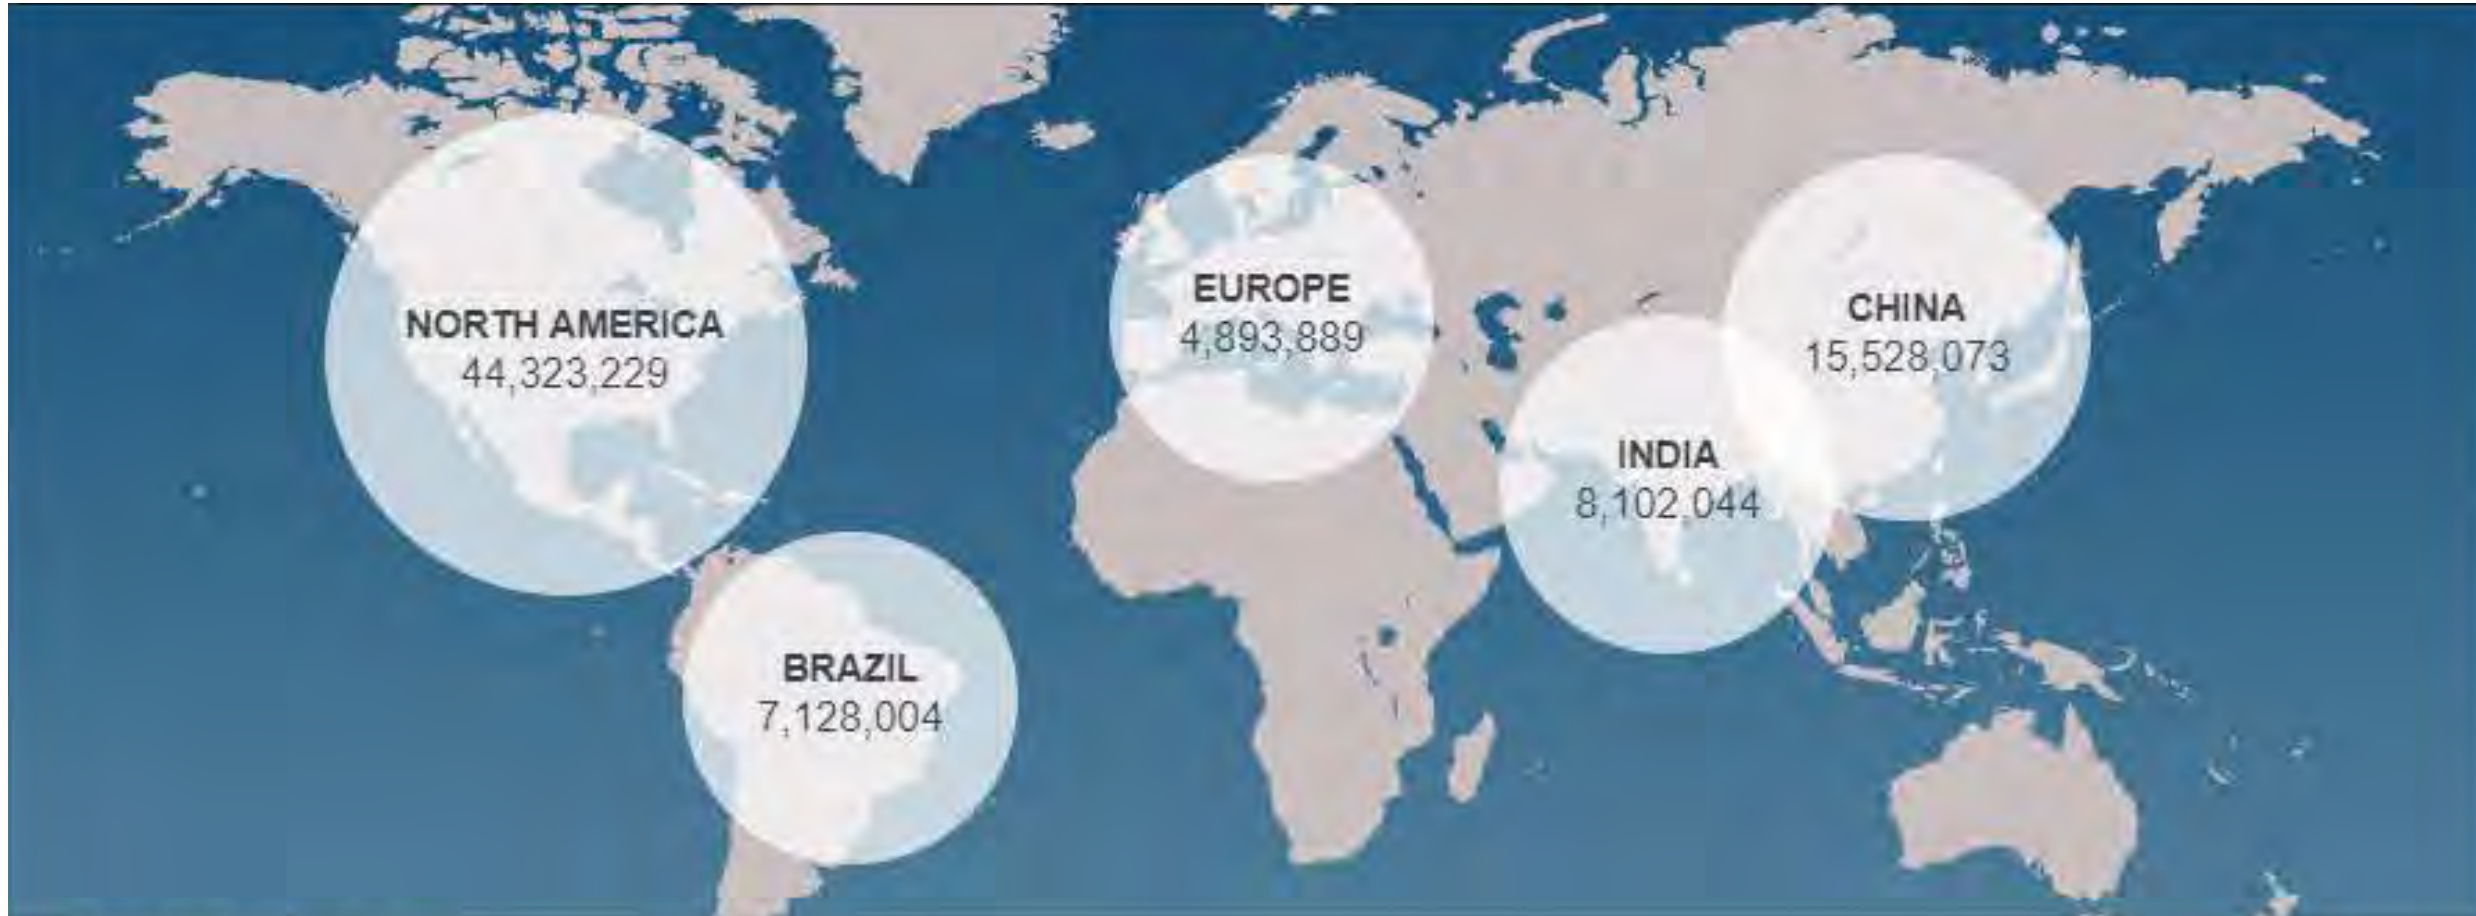 NORTH AMERICA
44,323,229
EUROPE
4,893,889
CHINA
15,528,073
INDIA
8,102,044
BRAZIL
7,128,004